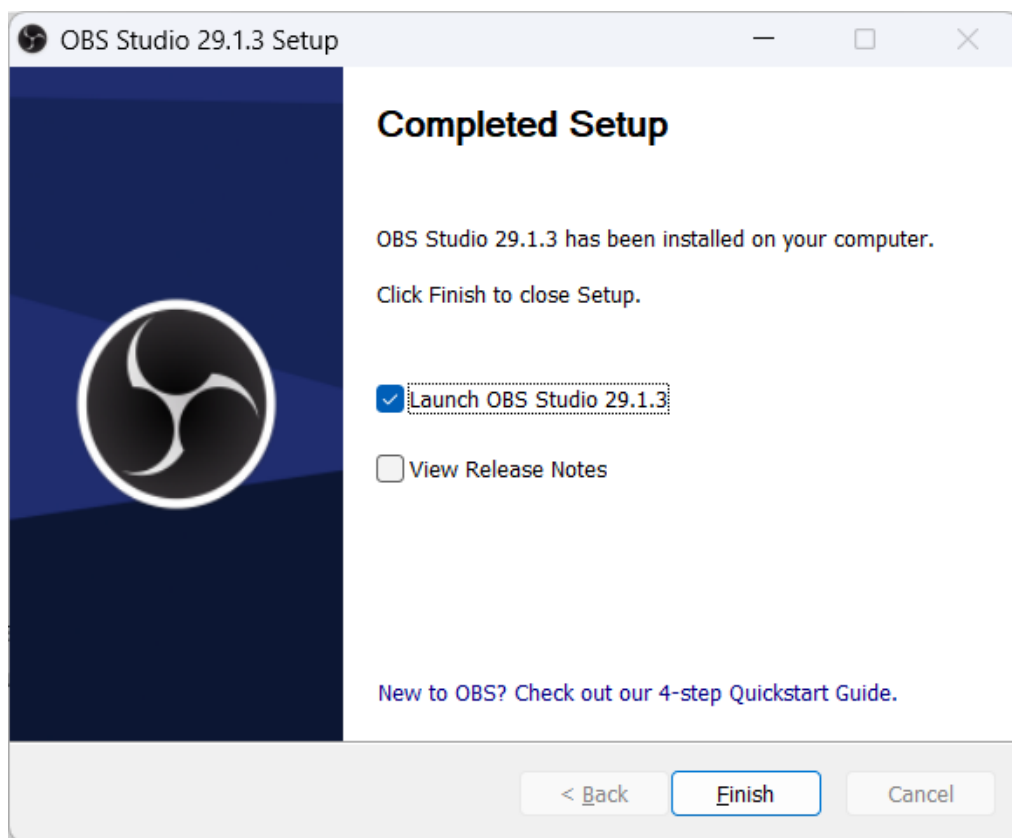 OBS Studio 29.1.3 Setup
Completed Setup
OBS Studio 29.1.3 has been installed on your computer.
Click Finish to close Setup.
Launch OBS Studio 29.1.3
View Release Notes
New to OBS? Check out our 4-step Quickstart Guide.
< Back Finish Cancel